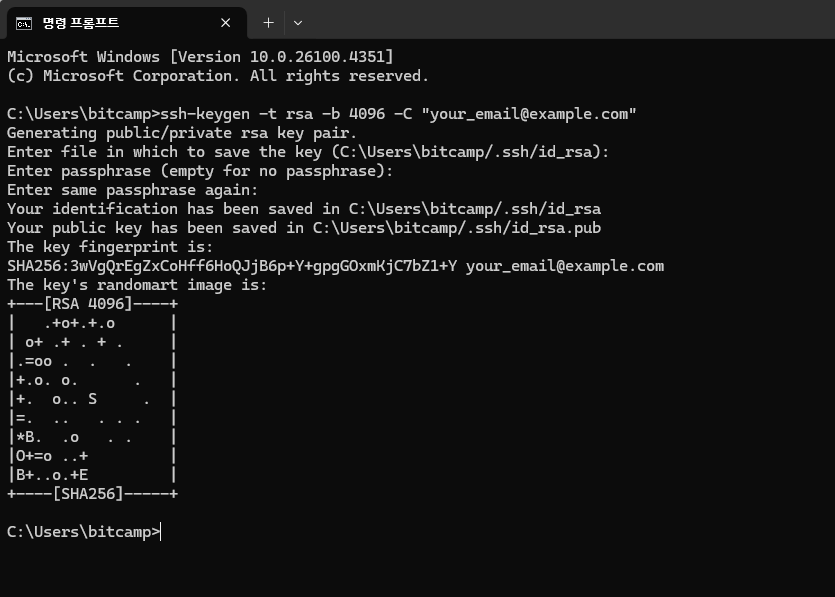 명령 프롬프트
Microsoft Windows [Version 10.0.26100.4351]
(c) Microsoft Corporation. All rights reserved.
C:\Users\bitcamp>ssh-keygen -t rsa -b 4096 -C "your_email@example.com"
Generating public/private rsa key pair.
Enter file in which to save the key (C:\Users\bitcamp/.ssh/id_rsa):
Enter passphrase (empty for no passphrase):
Enter same passphrase again:
Your identification has been saved in C:\Users\bitcamp/.ssh/id_rsa
Your public key has been saved in C:\Users\bitcamp/.ssh/id_rsa.pub
The key fingerprint is:
SHA256:3wVgQrEgZxCoHff6HoQJjB6p+Y+gpgGOxmKjC7bZ1+Y your_email@example.com
The key's randomart image is:
+---[RSA 4096]----+
|   .+o+.+.o      |
| o+ .+ . + .     |
|.=oo .  .   .    |
|+.o. o.      .   |
|+.  o.. S     .  |
|=.  ..   . . .   |
|*B.  .o   . .    |
|O+=o ..+         |
|B+..o.+E         |
+----[SHA256]-----+
C:\Users\bitcamp>